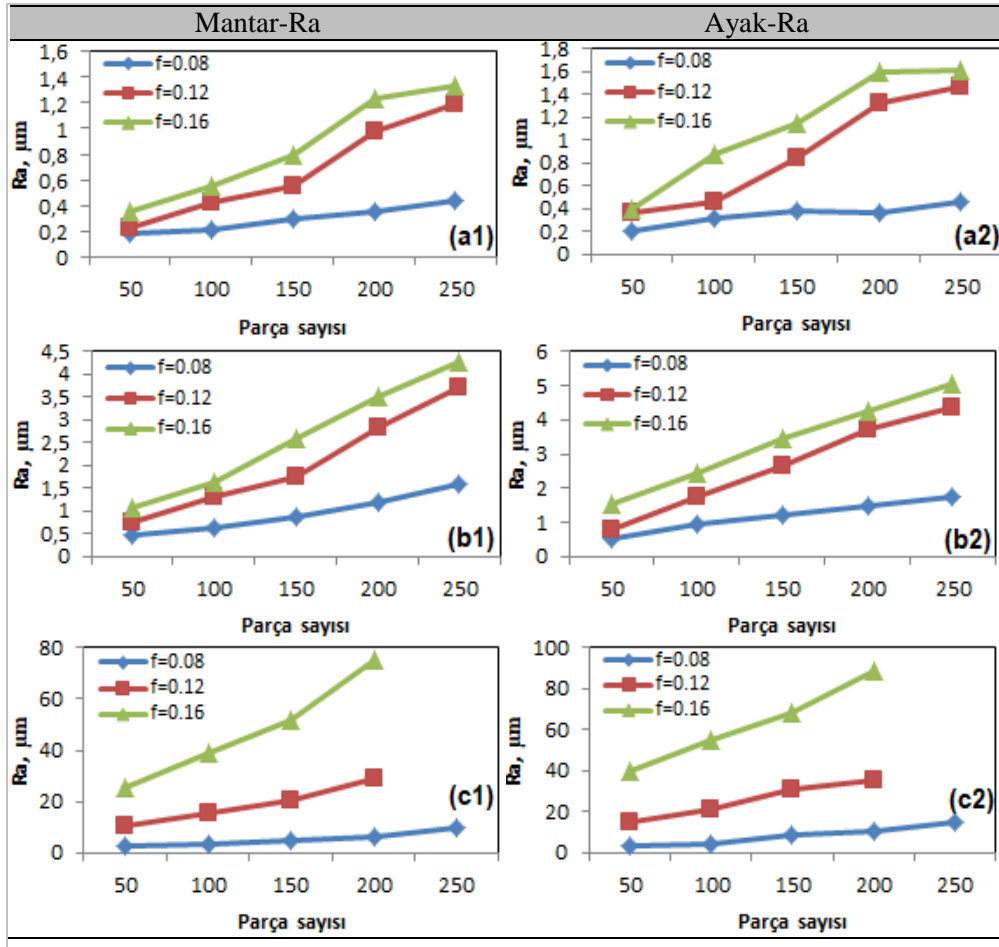 Mantar-Ra
Ayak-Ra
1,6
1,4
1,2
1
0,8
0,6
0,4
0,2
0
Ra, µm
f=0.08
f=0.12
f=0.16
(a1)
50 100 150 200 250
Parça sayısı
1,8
1,6
1,4
1,2
1
0,8
0,6
0,4
0,2
0
Ra, µm
f=0.08
f=0.12
f=0.16
(a2)
50 100 150 200 250
Parça sayısı
4,5
4
3,5
3
2,5
2
1,5
1
0,5
0
Ra, µm
f=0.08
f=0.12
f=0.16
(b1)
50 100 150 200 250
Parça sayısı
6
5
4
3
2
1
0
Ra, µm
f=0.08
f=0.12
f=0.16
(b2)
50 100 150 200 250
Parça sayısı
80
60
40
20
0
Ra, µm
f=0.08
f=0.12
f=0.16
(c1)
50 100 150 200 250
Parça sayısı
100
80
60
40
20
0
Ra, µm
f=0.08
f=0.12
f=0.16
(c2)
50 100 150 200 250
Parça sayısı